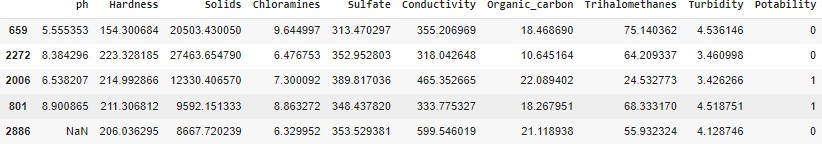 ph Hardness Solids Chloramines Sulfate Conductivity Organic_carbon Trihalomethanes Turbidity Potability
659 5.555353 154.300684 20503.430050 9.644997 313.470297 355.206969 18.468690 75.140362 4.536146 0
2272 8.384296 223.328185 27463.654790 6.476753 352.952803 318.042648 10.645164 64.209337 3.460998 0
2006 6.538207 214.992866 12330.406570 7.300092 389.817036 465.352665 22.089402 24.532773 3.426266 1
801 8.900865 211.306812 9592.151333 8.863272 348.437820 333.775327 18.267951 68.333170 4.518751 1
2886 NaN 206.036295 8667.720239 6.329952 353.529381 599.546019 21.118938 55.932324 4.128746 0